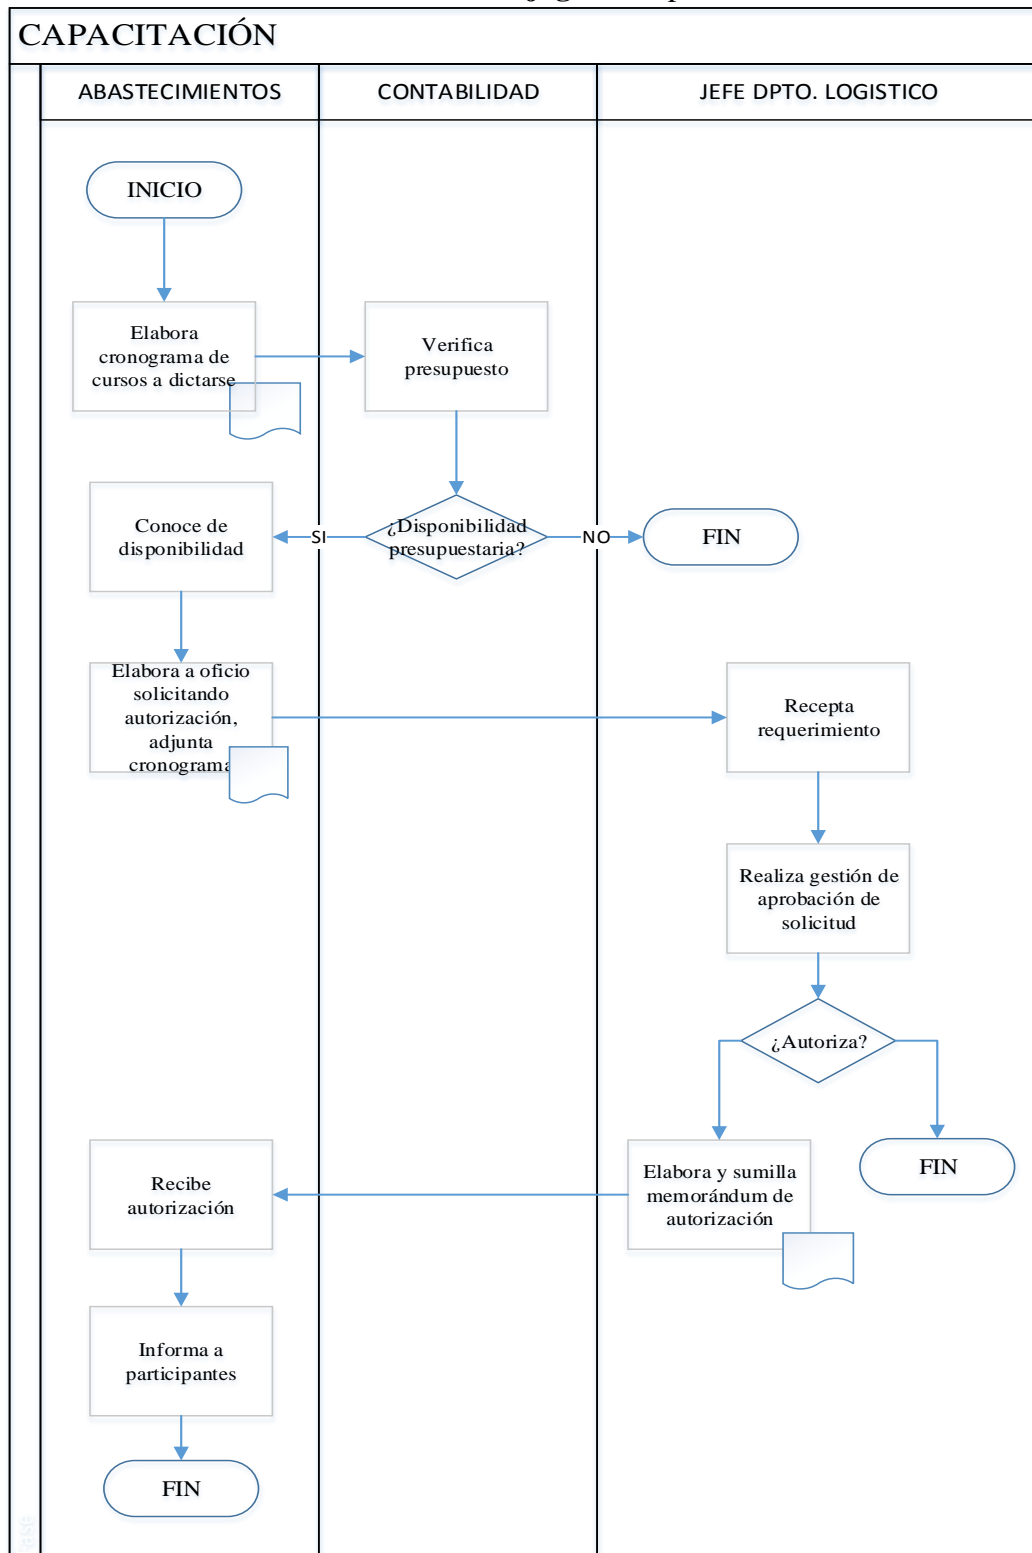 CAPACITACIÓN
ABASTECIMIENTOS
CONTABILIDAD
JEFE DPTO. LOGISTICO
INICIO
Elabora
cronograma de
cursos a dictarse
Verifica
presupuesto
Conoce de
disponibilidad
SI
¿Disponibilidad
presupuestaria?
NO
FIN
Elabora a oficio
solicitando
autorización,
adjunta
cronograma
Recepta
requerimiento
Realiza gestión de
aprobación de
solicitud
¿Autoriza?
Recibe
autorización
Elabora y sumilla
memorándum de
autorización
FIN
Informa a
participantes
FIN